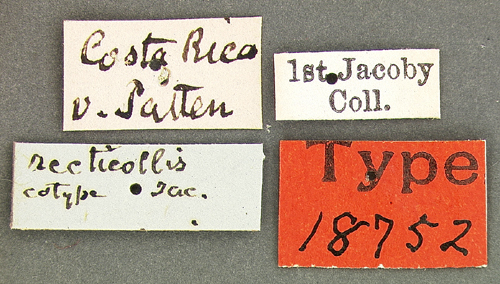 Costa Rica
v. Patten
1st. Jacoby
Coll.
recticollis
cotype Jac.
Type
18752